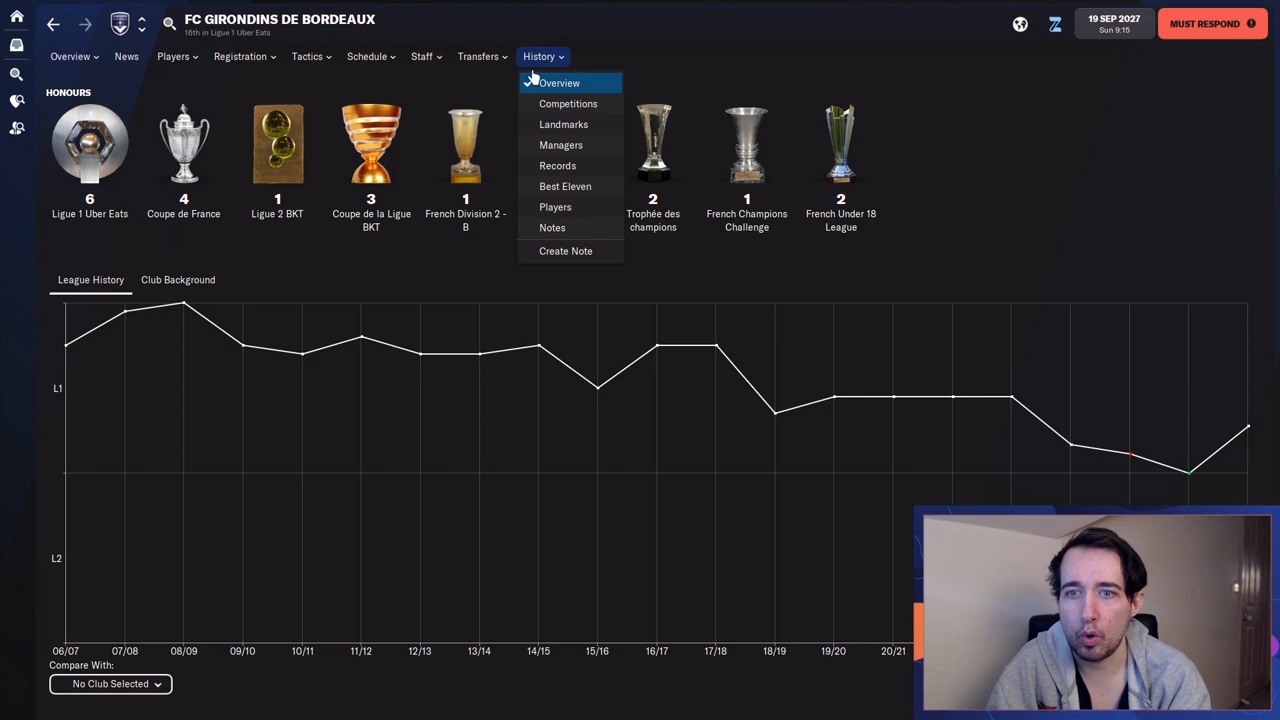 FC GIRONDINS DE BORDEAUX
16th in Ligue 1 Uber Eats
19 SEP 2027
Sun 9:15
MUST RESPOND
Overview
News
Players
Registration
Tactics
Schedule
Staff
Transfers
History
Overview
Competitions
Landmarks
Managers
Records
Best Eleven
Players
Notes
Create Note
HONOURS
6
Ligue 1 Uber Eats
4
Coupe de France
1
Ligue 2 BKT
3
Coupe de la Ligue
BKT
1
French Division 2 -
B
2
Trophée des
champions
1
French Champions
Challenge
2
French Under 18
League
League History
Club Background
L1
L2
06/07
07/08
08/09
09/10
10/11
11/12
12/13
13/14
14/15
15/16
16/17
17/18
18/19
19/20
20/21
Compare With:
No Club Selected